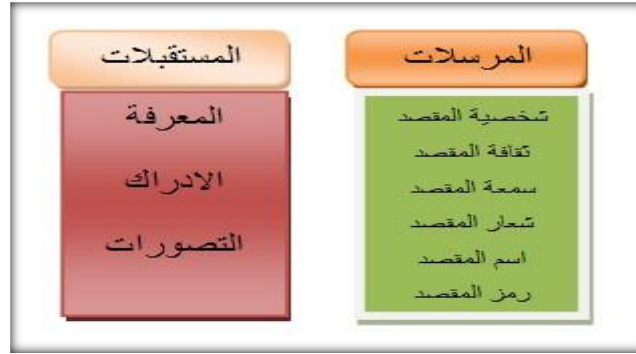 المرسلات
شخصية المقصد
ثقافة المقصد
سمعة المقصد
شعار المقصد
اسم المقصد
رمز المقصد
المستقبلات
المعرفة
الادراك
التصورات